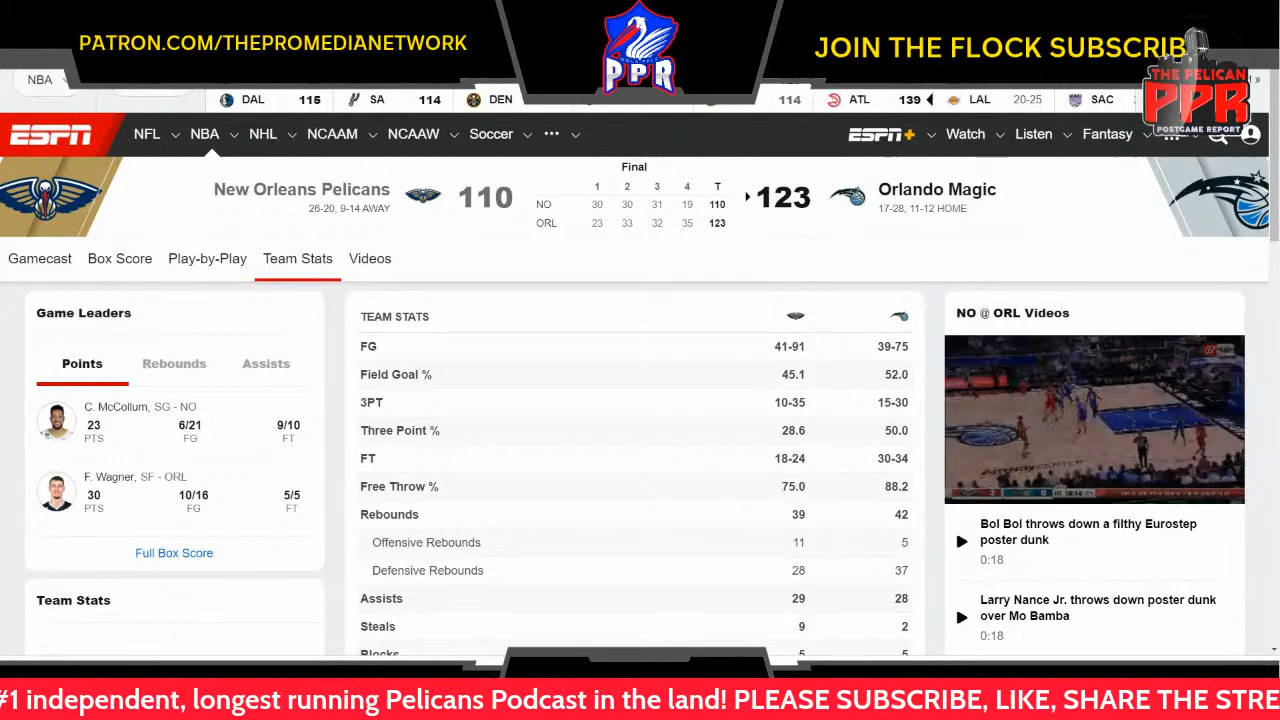 PATRON.COM/THEPROMEDIANETWORK
PPR
JOIN THE FLOCK SUBSCRIB
THE PELICAN
PPR
POSTGAME REPORT
NBA
DAL 115 SA 114 DEN 114 ATL 139 LAL 20-25 SAC
ESPN NFL NBA NHL NCAAM NCAAW Soccer ••• ESPN+ Watch Listen Fantasy •••
Final
New Orleans Pelicans 110
26-20, 9-14 AWAY
1 2 3 4 T
NO 30 30 31 19 110
ORL 23 33 32 35 123
123 Orlando Magic
17-28, 11-12 HOME
Gamecast Box Score Play-by-Play Team Stats Videos
Game Leaders
Points Rebounds Assists
C. McCollum, SG - NO
23 6/21 9/10
PTS FG FT
F. Wagner, SF - ORL
30 10/16 5/5
PTS FG FT
Full Box Score
Team Stats
TEAM STATS
FG 41-91 39-75
Field Goal % 45.1 52.0
3PT 10-35 15-30
Three Point % 28.6 50.0
FT 18-24 30-34
Free Throw % 75.0 88.2
Rebounds 39 42
Offensive Rebounds 11 5
Defensive Rebounds 28 37
Assists 29 28
Steals 9 2
Blocks 5 5
NO @ ORL Videos
Bol Bol throws down a filthy Eurostep
poster dunk
0:18
Larry Nance Jr. throws down poster dunk
over Mo Bamba
0:18
#1 independent, longest running Pelicans Podcast in the land! PLEASE SUBSCRIBE, LIKE, SHARE THE STRE